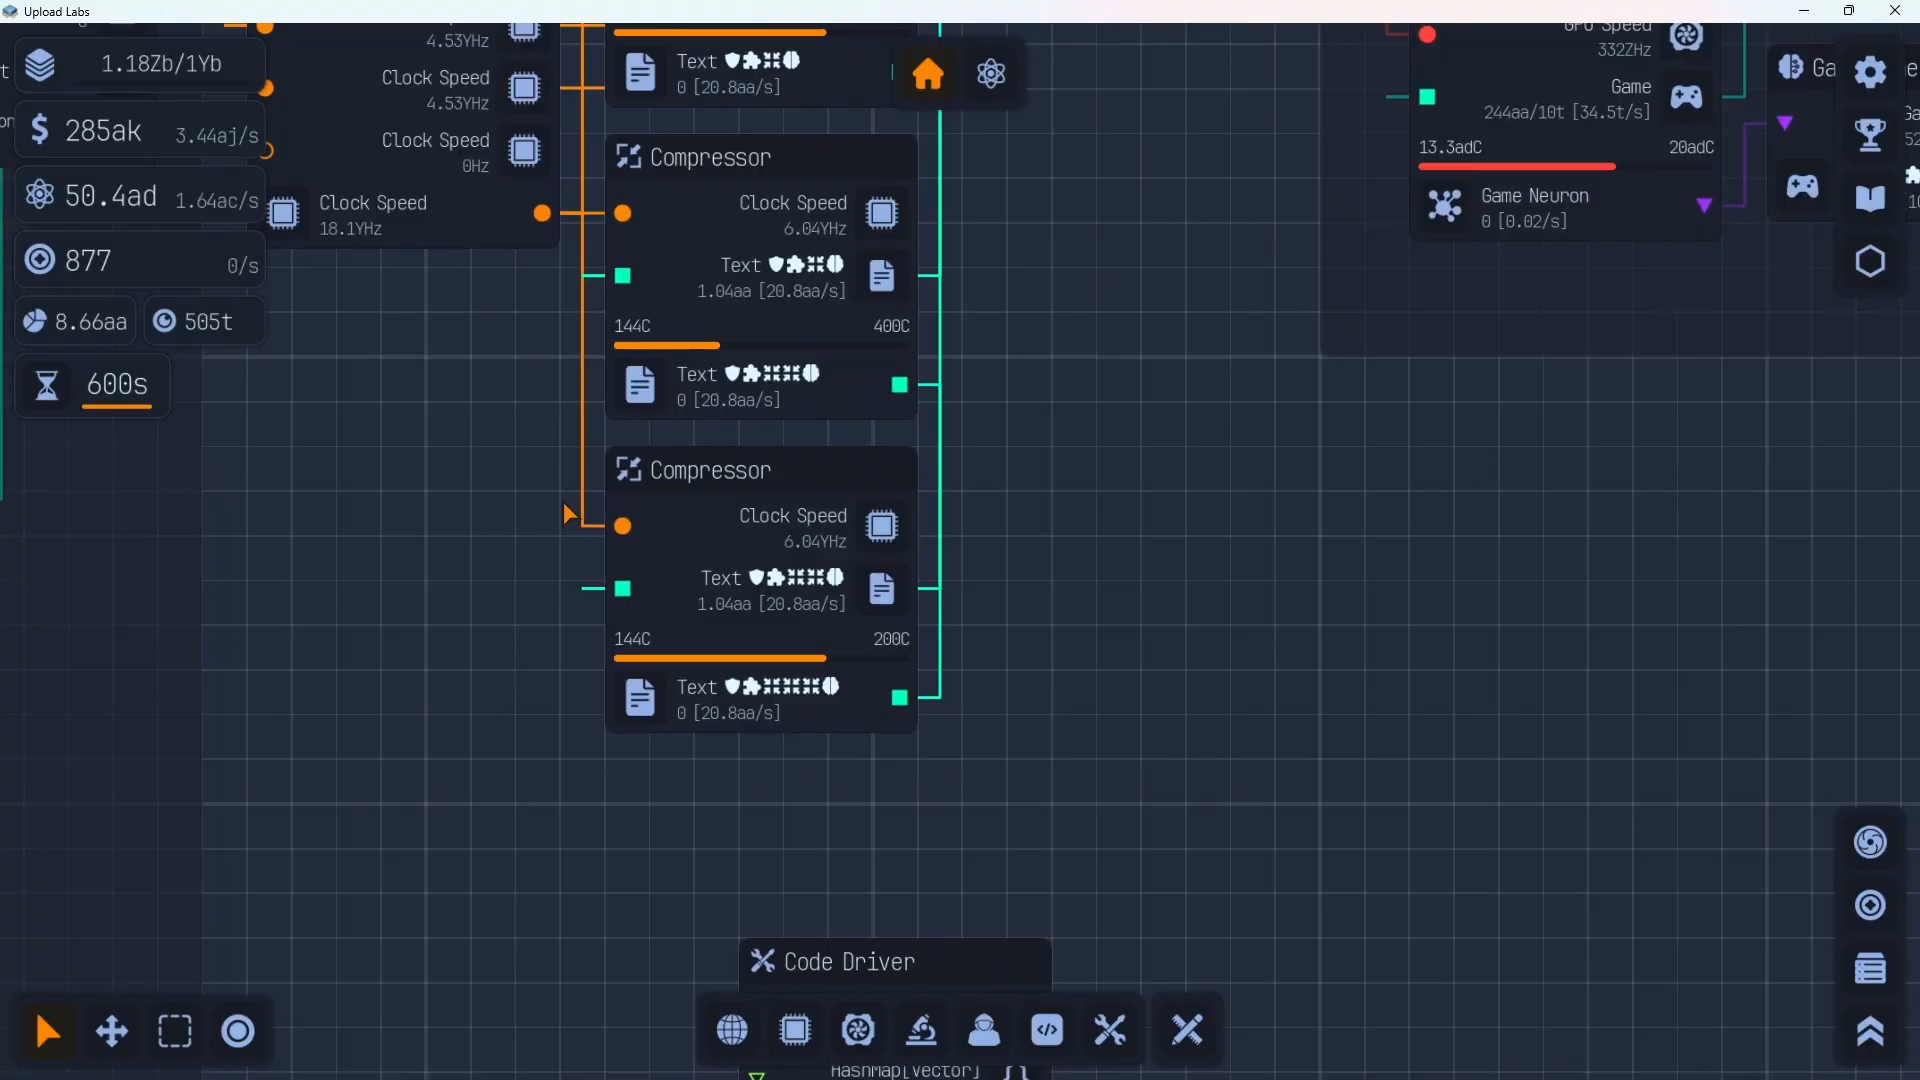 Upload Labs
1.18Zb/1Yb
285ak
3.44aj/s
50.4ad
1.64ac/s
877
0/s
8.66aa
505t
600s
4.53YHz
Clock Speed
4.53YHz
Clock Speed
0Hz
Clock Speed
18.1YHz
Text
0 [20.8aa/s]
Compressor
Clock Speed
6.04YHz
Text
1.04aa [20.8aa/s]
144C
400C
Text
0 [20.8aa/s]
Compressor
Clock Speed
6.04YHz
Text
1.04aa [20.8aa/s]
144C
200C
Text
0 [20.8aa/s]
GPU Speed
332ZHz
Game
244aa/10t [34.5t/s]
13.3adC
20adC
Game Neuron
0 [0.02/s]
Code Driver
HashMap[Vector]